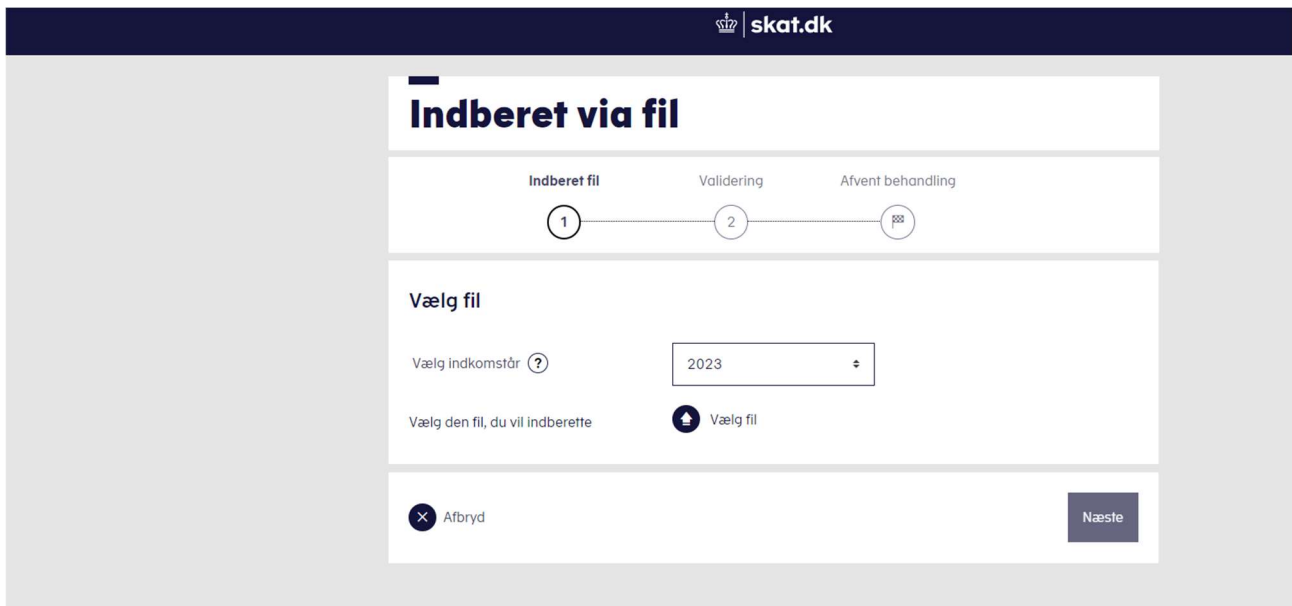 skat.dk
Indberet via fil
Indberet fil Validering Afvent behandling
1 2
Vælg fil
Vælg indkomstår ? 2023
Vælg den fil, du vil indberette Vælg fil
Afbryd Næste